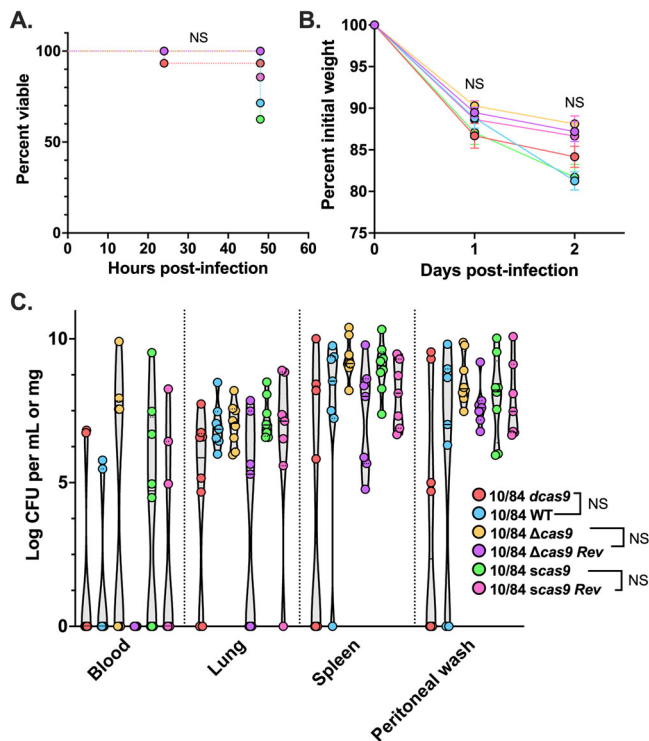 A.
NS
100
50
0
0 10 20 30 40 50 60
Percent viable
Hours post-infection
B.
100
95
90
85
80
75
NS
NS
0 1 2
Percent initial weight
Days post-infection
C.
10
5
0
Log CFU per mL or mg
Blood
Lung
Spleen
Peritoneal wash
10/84 dcas9
10/84 WT
NS
10/84 Δcas9
10/84 Δcas9 Rev
NS
10/84 scas9
10/84 scas9 Rev
NS